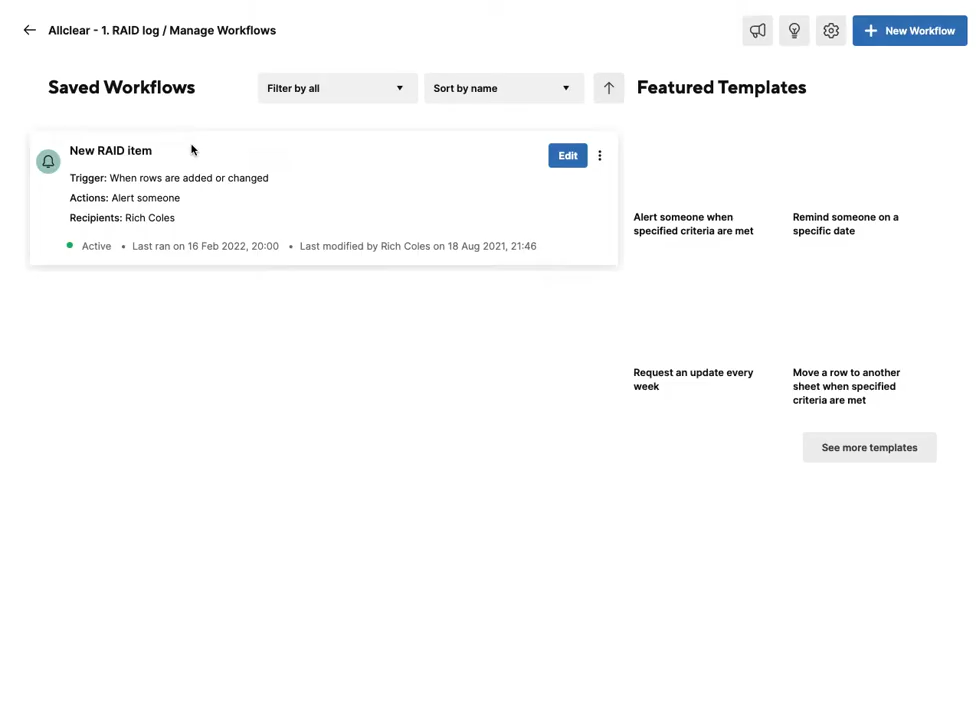 Allclear - 1. RAID log / Manage Workflows
New Workflow
Saved Workflows
Filter by all
Sort by name
Featured Templates
New RAID item
Edit
Trigger: When rows are added or changed
Actions: Alert someone
Recipients: Rich Coles
Active • Last ran on 16 Feb 2022, 20:00 • Last modified by Rich Coles on 18 Aug 2021, 21:46
Alert someone when
specified criteria are met
Remind someone on a
specific date
Request an update every
week
Move a row to another
sheet when specified
criteria are met
See more templates